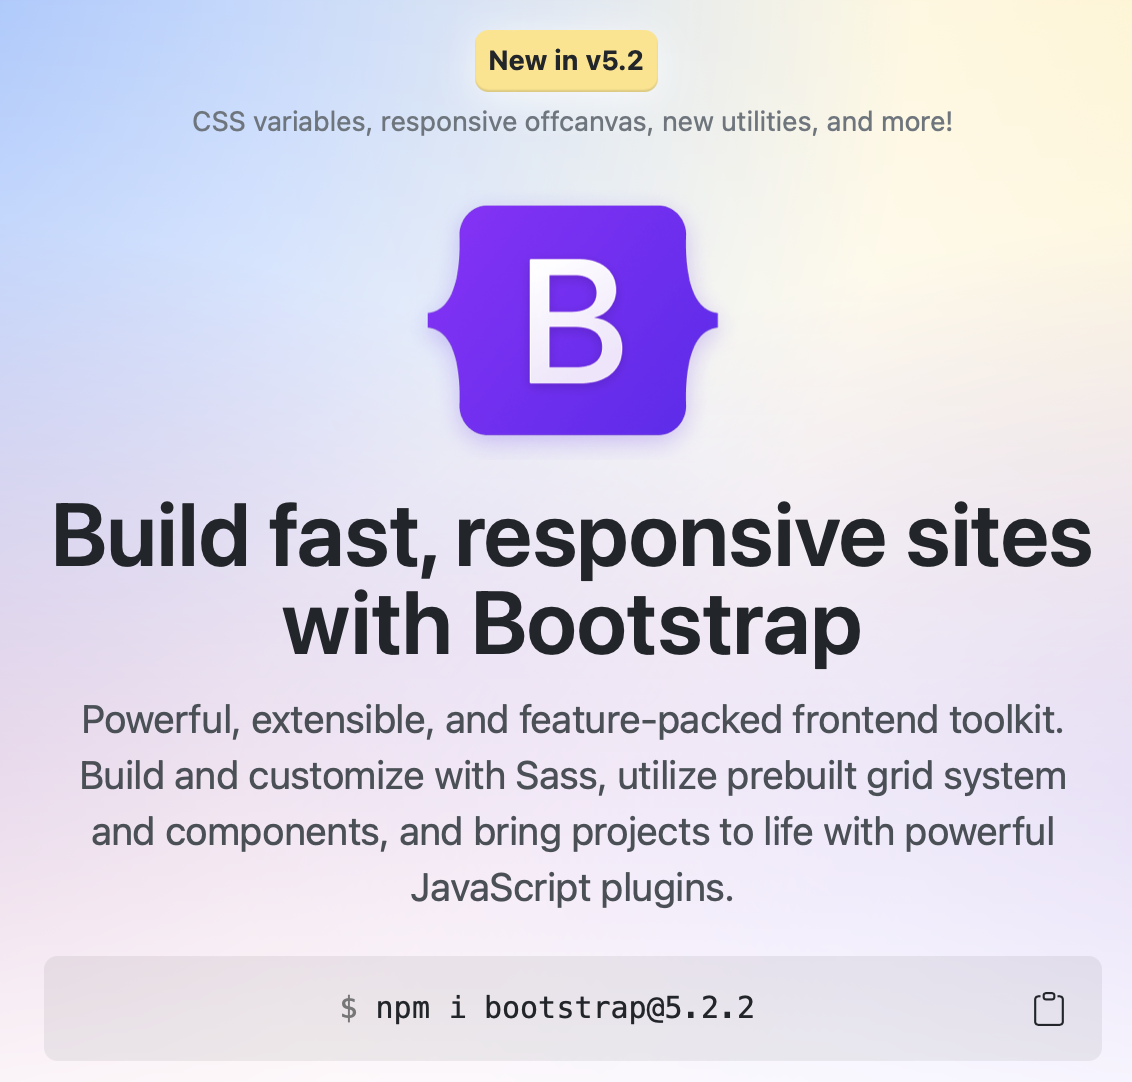 New in v5.2
CSS variables, responsive offcanvas, new utilities, and more!
B
Build fast, responsive sites
with Bootstrap
Powerful, extensible, and feature-packed frontend toolkit.
Build and customize with Sass, utilize prebuilt grid system
and components, and bring projects to life with powerful
JavaScript plugins.
$ npm i bootstrap@5.2.2